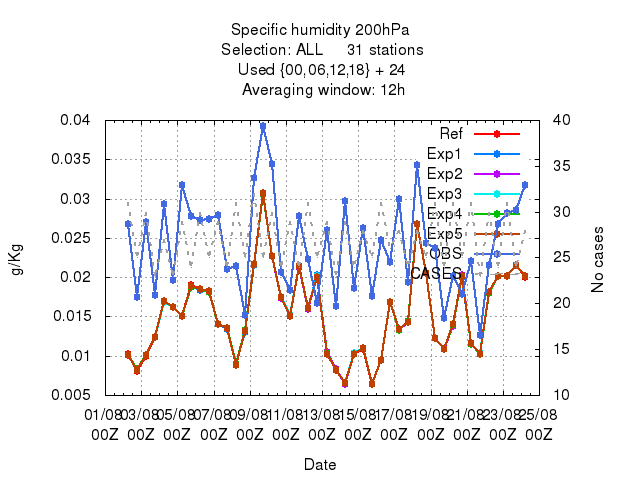 Specific humidity 200hPa
Selection: ALL 31 stations
Used {00,06,12,18} + 24
Averaging window: 12h
0.04
0.035
0.03
0.025
0.02
0.015
0.01
0.005
g/Kg
40
35
30
25
20
15
10
No cases
Ref
Exp1
Exp2
Exp3
Exp4
Exp5
OBS
CASES
01/08 03/08 05/08 07/08 09/08 11/08 13/08 15/08 17/08 19/08 21/08 23/08 25/08
00Z 00Z 00Z 00Z 00Z 00Z 00Z 00Z 00Z 00Z 00Z 00Z 00Z
Date